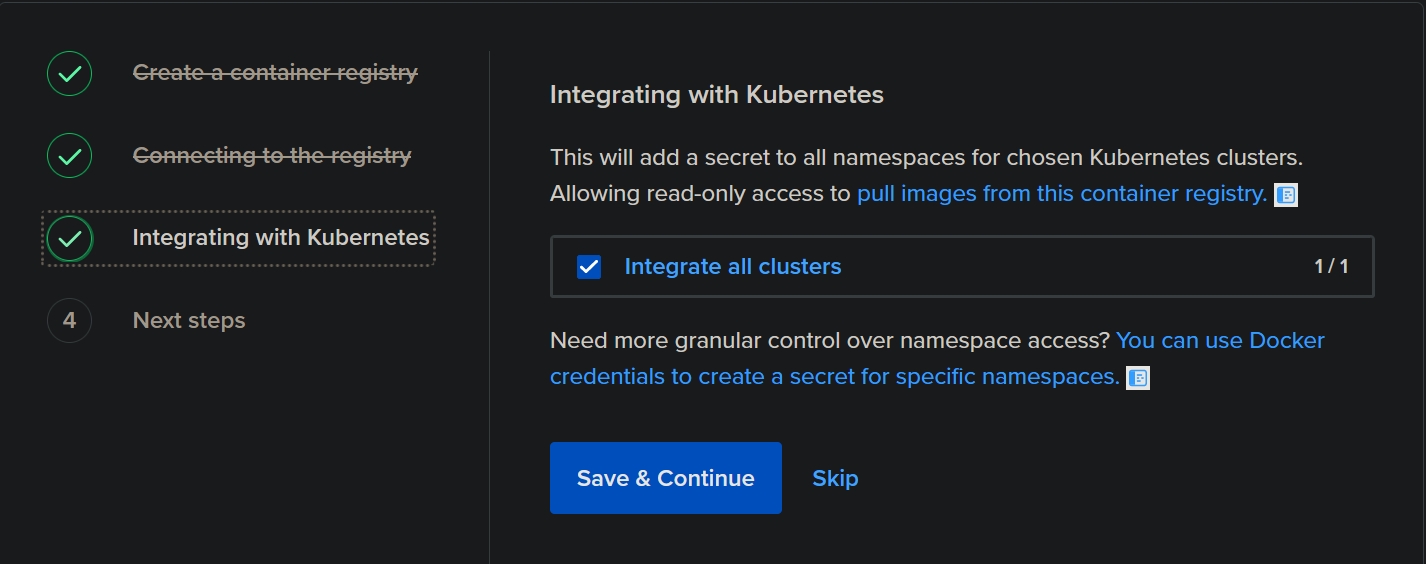 Create a container registry
Connecting to the registry
Integrating with Kubernetes
4 Next steps
Integrating with Kubernetes
This will add a secret to all namespaces for chosen Kubernetes clusters.
Allowing read-only access to pull images from this container registry.
Integrate all clusters 1 / 1
Need more granular control over namespace access? You can use Docker
credentials to create a secret for specific namespaces.
Save & Continue Skip